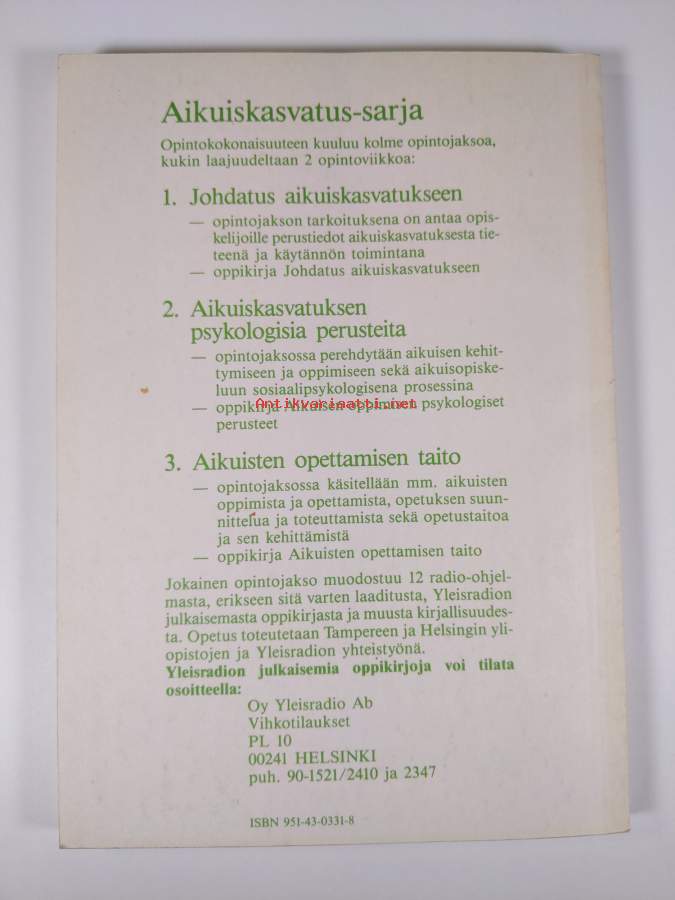 Aikuiskasvatus-sarja
Opintokokonaisuuteen kuuluu kolme opintojaksoa,
kukin laajuudeltaan 2 opintoviikkoa:
1. Johdatus aikuiskasvatukseen
— opintojakson tarkoituksena on antaa opis-
kelijoille perustiedot aikuiskasvatuksesta tie-
teenä ja käytännön toimintana
— oppikirja Johdatus aikuiskasvatukseen
2. Aikuiskasvatuksen
psykologisia perusteita
— opintojaksossa perehdytään aikuisen kehit-
tymiseen ja oppimiseen sekä aikuisopiske-
luun sosiaalipsykologisena prosessina
— oppikirja Aikuisen oppimisen psykologiset
Antikvariaatti.net
perusteet
3. Aikuisten opettamisen taito
— opintojaksossa käsitellään mm. aikuisten
oppimista ja opettamista, opetuksen suun-
nittelua ja toteuttamista sekä opetustaitoa
ja sen kehittämistä
— oppikirja Aikuisten opettamisen taito
Jokainen opintojakso muodostuu 12 radio-ohjel-
masta, erikseen sitä varten laaditusta, Yleisradion
julkaisemasta oppikirjasta ja muusta kirjallisuudes-
ta. Opetus toteutetaan Tampereen ja Helsingin yli-
opistojen ja Yleisradion yhteistyönä.
Yleisradion julkaisemia oppikirjoja voi tilata
osoitteella:
Oy Yleisradio Ab
Vihkotilaukset
PL 10
00241 HELSINKI
puh. 90-1521/2410 ja 2347
ISBN 951-43-0331-8